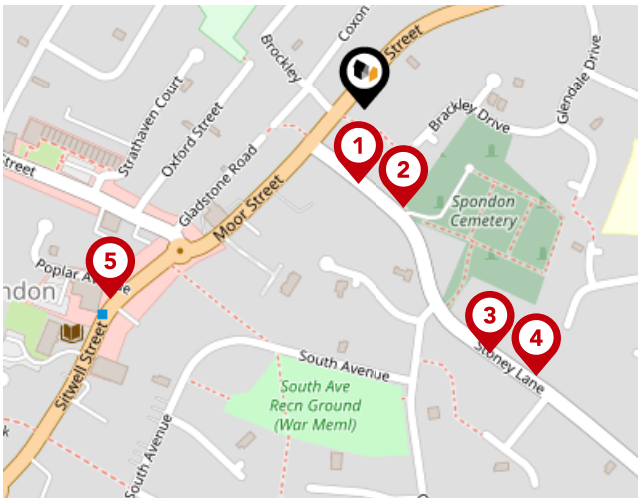 Coxon
Street
Brockley
Glendale Drive
Strathaven Court
Oxford Street
Brackley Drive
1
2
Street
Gladstone Road
Moor Street
Spondon
Cemetery
5
Poplar A
ndon
3
4
Stoney Lane
Sitwell Street
South Avenue
South Ave
Recn Ground
(War Meml)
South Avenue
k